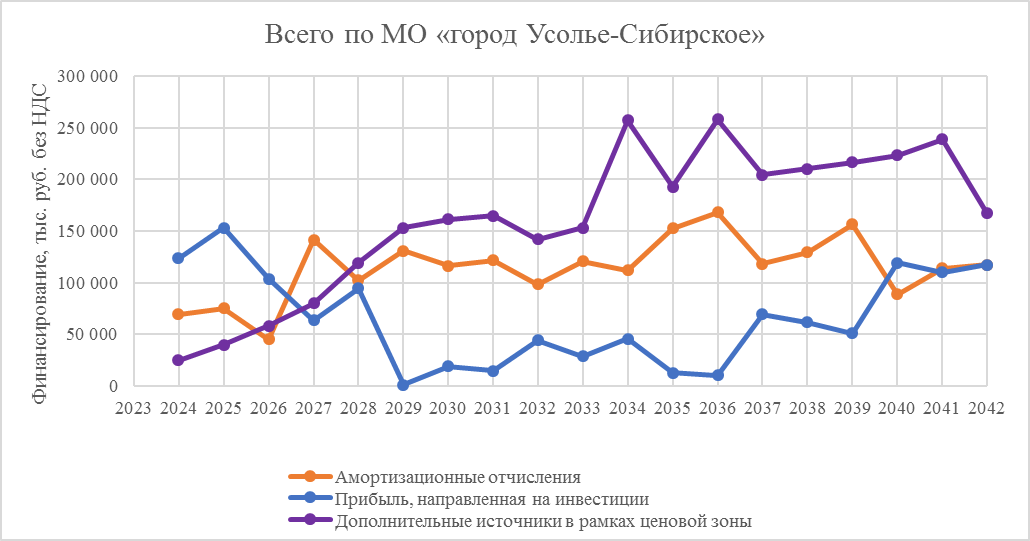 Всего по МО «город Усолье-Сибирское»
Финансирование, тыс. руб. без НДС
300 000
250 000
200 000
150 000
100 000
50 000
0
2023 2024 2025 2026 2027 2028 2029 2030 2031 2032 2033 2034 2035 2036 2037 2038 2039 2040 2041 2042
Амортизационные отчисления
Прибыль, направленная на инвестиции
Дополнительные источники в рамках ценовой зоны